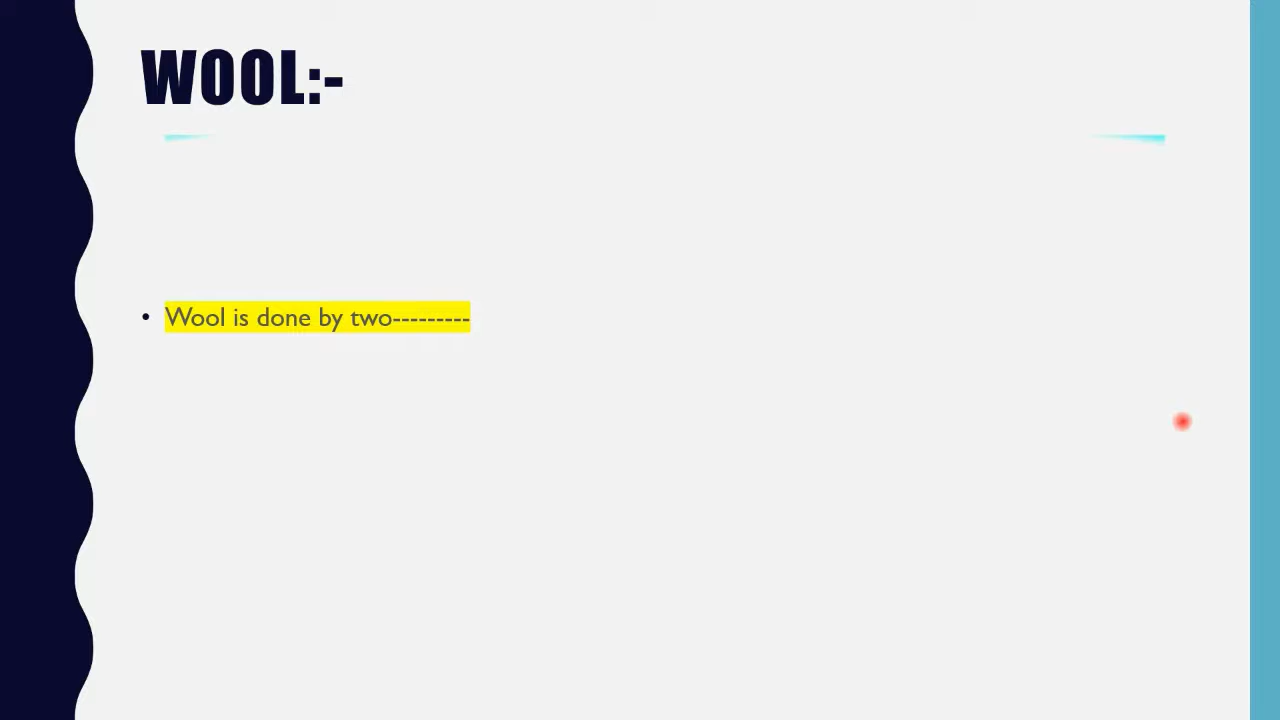 WOOL:-
• Wool is done by two---------